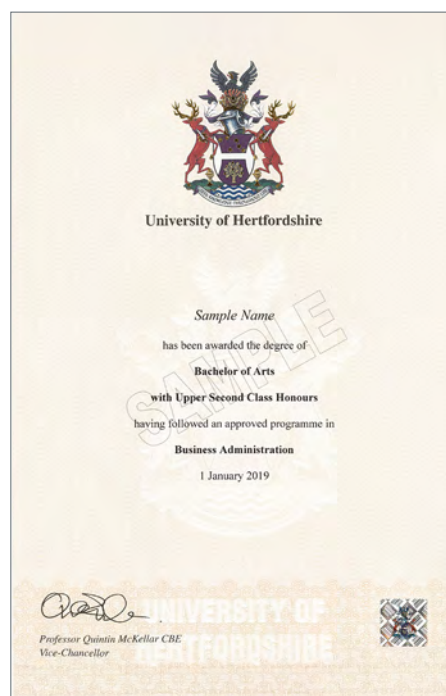 University of Hertfordshire
Sample Name
has been awarded the degree of
Bachelor of Arts
with Upper Second Class Honours
having followed an approved programme in
Business Administration
1 January 2019
SAMPLE
UNIVERSITY OF
HERTFORDSHIRE
Professor Quintin McKellar CBE
Vice-Chancellor